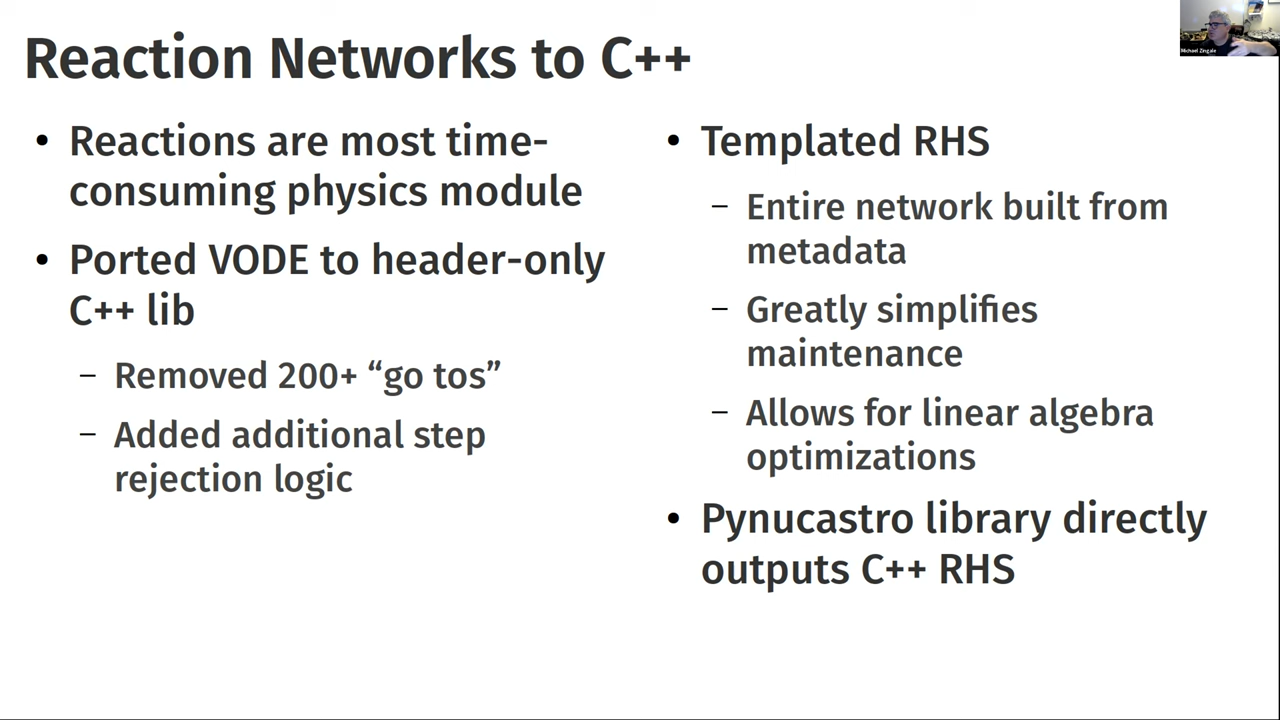 Reaction Networks to C++
• Reactions are most time-
consuming physics module
• Ported VODE to header-only
C++ lib
– Removed 200+ “go tos”
– Added additional step
rejection logic
• Templated RHS
– Entire network built from
metadata
– Greatly simplifies
maintenance
– Allows for linear algebra
optimizations
• Pynucastro library directly
outputs C++ RHS
Michael Zingale